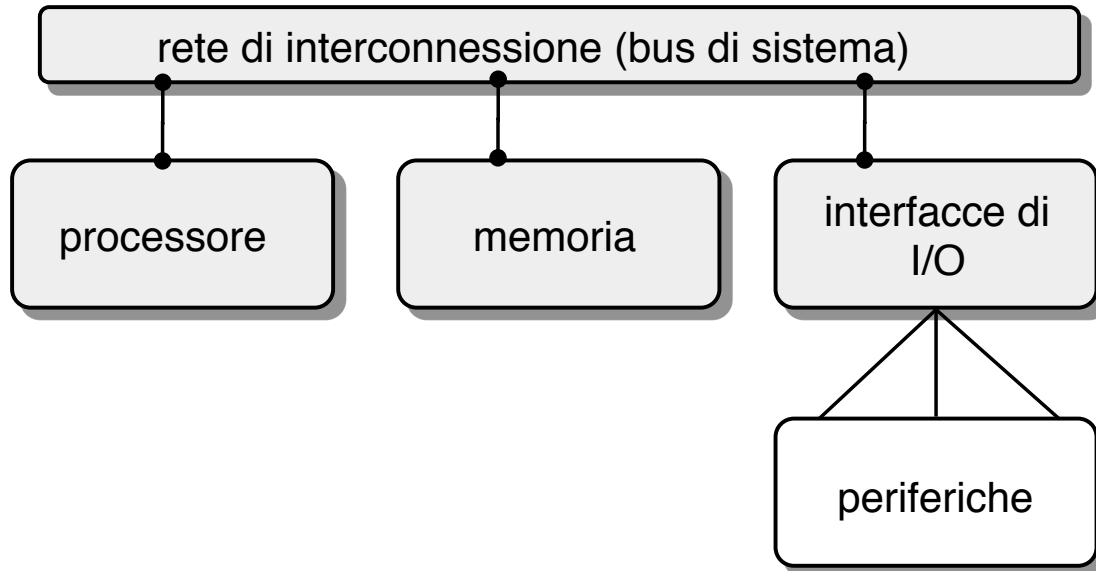 rete di interconnessione (bus di sistema)
processore
memoria
interfacce di
I/O
periferiche